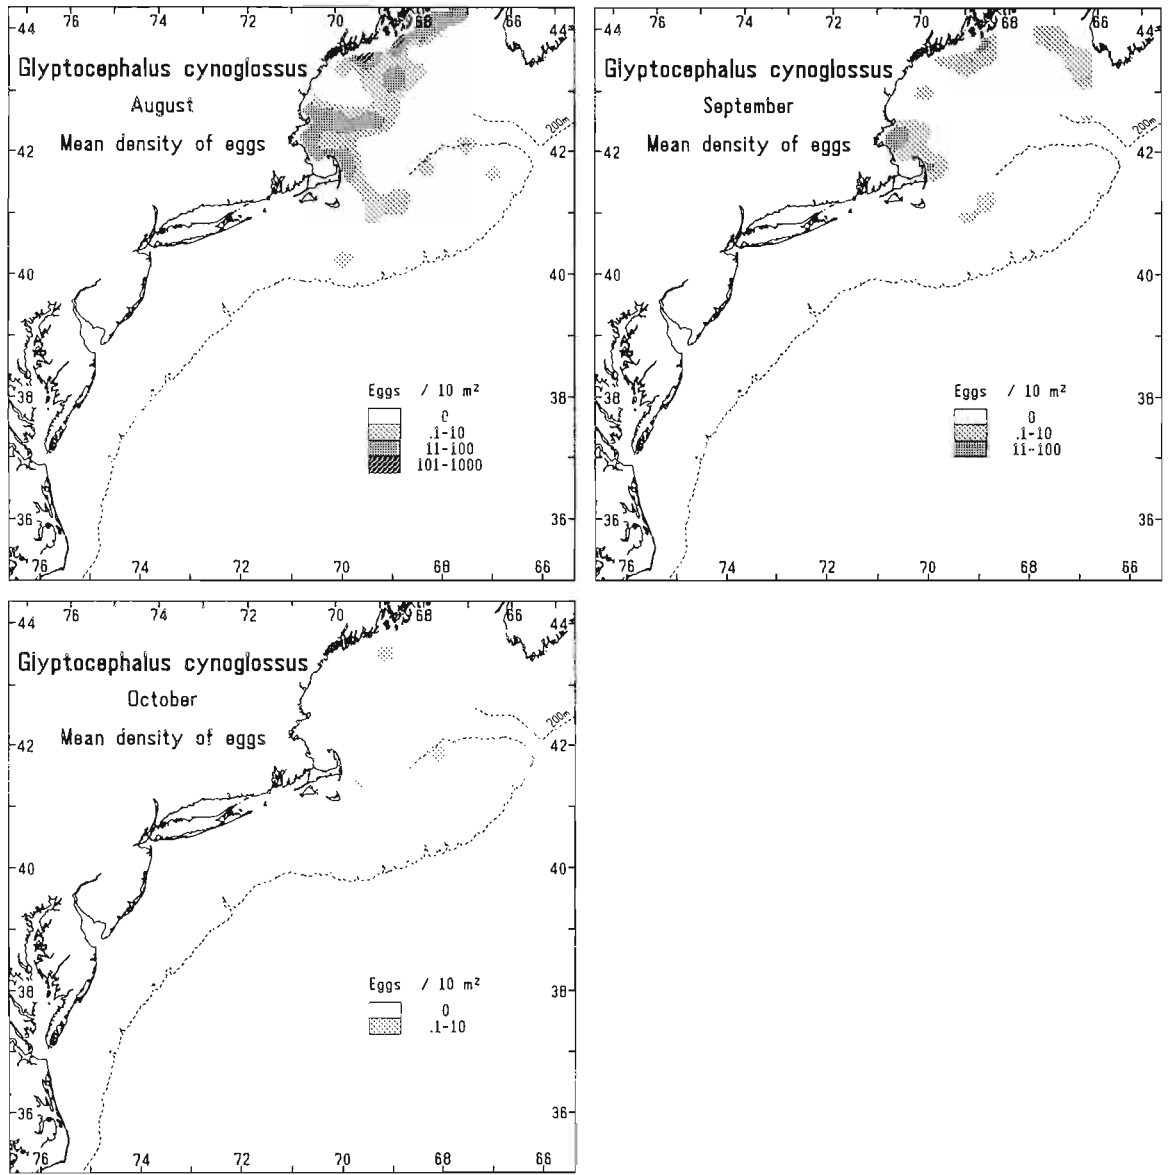 76 74 72 70 68 66
44 44
Glyptocephalus cynoglossus
August
Mean density of eggs
200m
42 42
40 40
Eggs / 10 m²
38 38
0
.1-10
11-100
101-1000
36 36
76 74 72 70 68 66
76 74 72 70 68 66
44 44
Glyptocephalus cynoglossus
September
Mean density of eggs
200m
42 42
40 40
Eggs / 10 m²
38 38
0
.1-10
11-100
36 36
76 74 72 70 68 66
76 74 72 70 68 66
44 44
Glyptocephalus cynoglossus
October
Mean density of eggs
200m
42 42
40 40
Eggs / 10 m²
38 38
0
.1-10
36 36
76 74 72 70 68 66